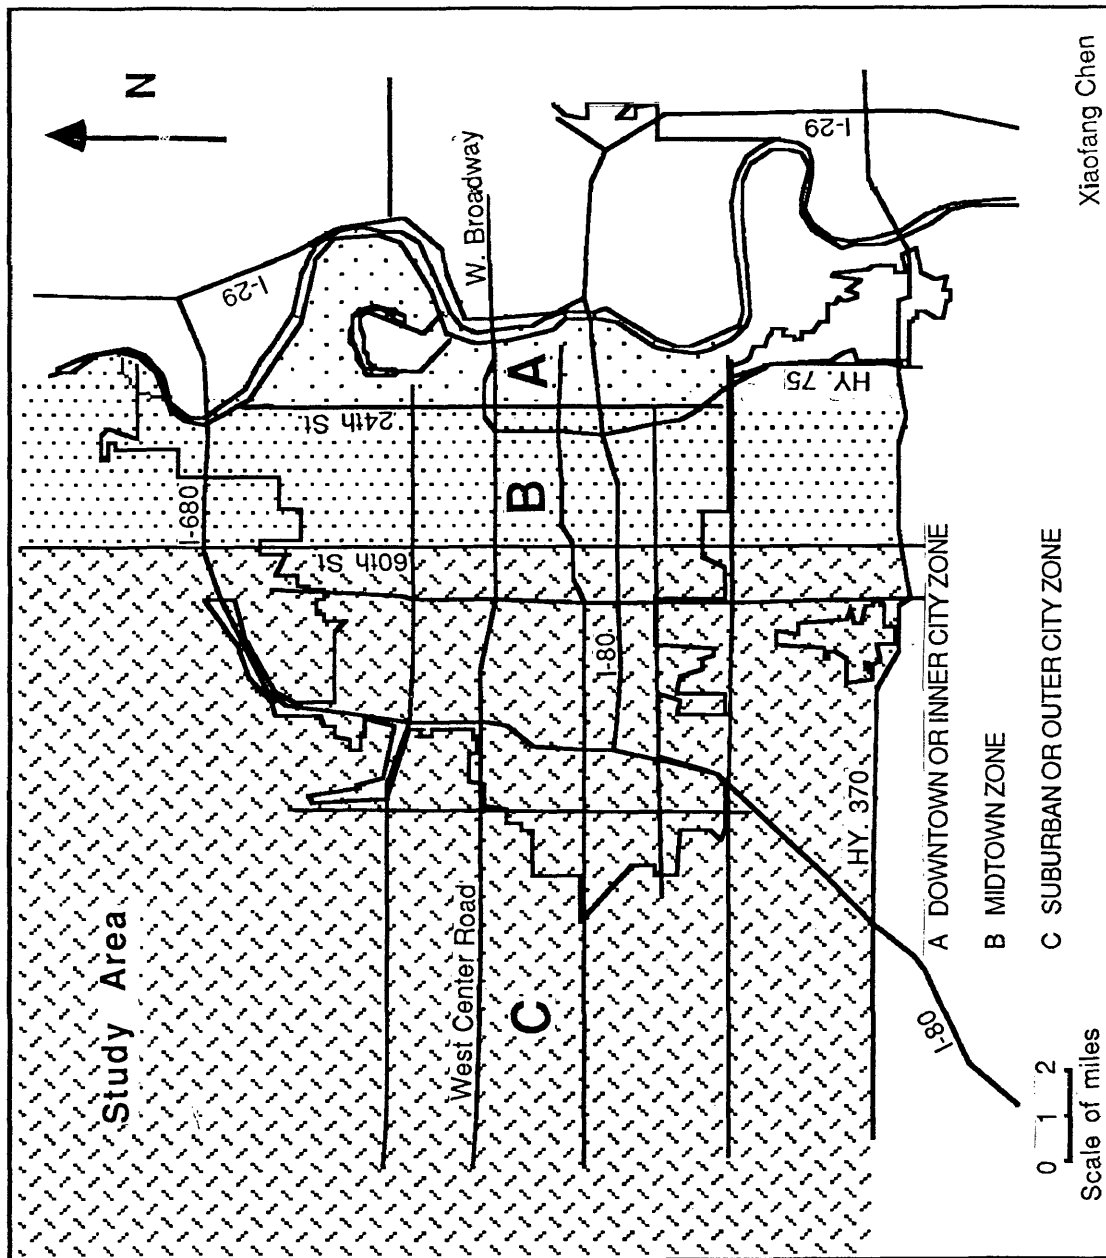 Study Area
N
I-29
I-680
24th St.
60th St.
W. Broadway
West Center Road
A
B
C
I-80
I-29
HY. 75
HY 370
I-80
A DOWNTOWN OR INNER CITY ZONE
B MIDTOWN ZONE
C SUBURBAN OR OUTER CITY ZONE
0 1 2
Scale of miles
Xiaofang Chen